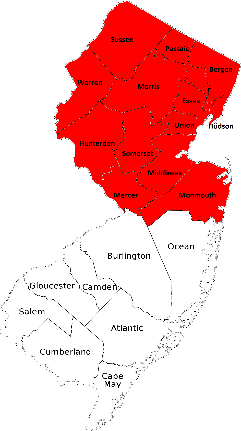 Sussex
Passaic
Bergen
Warren
Morris
Essex
Hudson
Union
Hunterdon
Somerset
Middlesex
Mercer
Monmouth
Ocean
Burlington
Gloucester
Camden
Salem
Atlantic
Cumberland
Cape
May